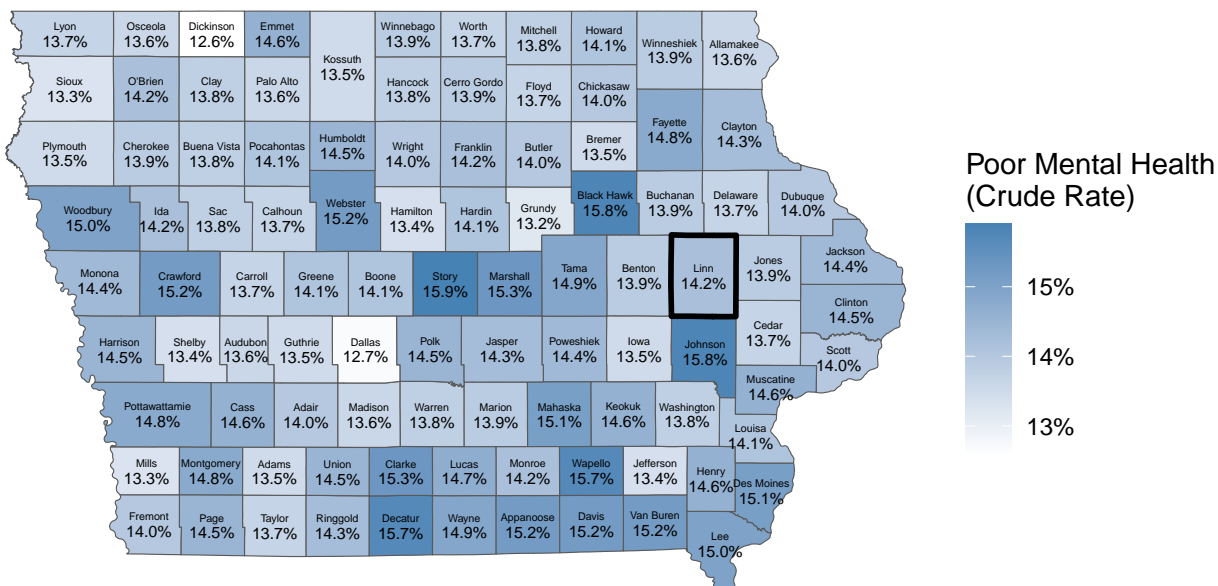 Lyon
13.7%
Osceola
13.6%
Dickinson
12.6%
Emmet
14.6%
Kossuth
13.5%
Winnebago
13.9%
Worth
13.7%
Mitchell
13.8%
Howard
14.1%
Winneshiek
13.9%
Allamakee
13.6%
Sioux
13.3%
O'Brien
14.2%
Clay
13.8%
Palo Alto
13.6%
Hancock
13.8%
Cerro Gordo
13.9%
Floyd
13.7%
Chickasaw
14.0%
Fayette
14.8%
Clayton
14.3%
Plymouth
13.5%
Cherokee
13.9%
Buena Vista
13.8%
Pocahontas
14.1%
Humboldt
14.5%
Wright
14.0%
Franklin
14.2%
Butler
14.0%
Bremer
13.5%
Woodbury
15.0%
Ida
14.2%
Sac
13.8%
Calhoun
13.7%
Webster
15.2%
Hamilton
13.4%
Hardin
14.1%
Grundy
13.2%
Black Hawk
15.8%
Buchanan
13.9%
Delaware
13.7%
Dubuque
14.0%
Monona
14.4%
Crawford
15.2%
Carroll
13.7%
Greene
14.1%
Boone
14.1%
Story
15.9%
Marshall
15.3%
Tama
14.9%
Benton
13.9%
Linn
14.2%
Jones
13.9%
Jackson
14.4%
Clinton
14.5%
Harrison
14.5%
Shelby
13.4%
Audubon
13.6%
Guthrie
13.5%
Dallas
12.7%
Polk
14.5%
Jasper
14.3%
Poweshiek
14.4%
Iowa
13.5%
Johnson
15.8%
Cedar
13.7%
Scott
14.0%
Muscatine
14.6%
Pottawattamie
14.8%
Cass
14.6%
Adair
14.0%
Madison
13.6%
Warren
13.8%
Marion
13.9%
Mahaska
15.1%
Keokuk
14.6%
Washington
13.8%
Louisa
14.1%
Mills
13.3%
Montgomery
14.8%
Adams
13.5%
Union
14.5%
Clarke
15.3%
Lucas
14.7%
Monroe
14.2%
Wapello
15.7%
Jefferson
13.4%
Henry
14.6%
Des Moines
15.1%
Fremont
14.0%
Page
14.5%
Taylor
13.7%
Ringgold
14.3%
Decatur
15.7%
Wayne
14.9%
Appanoose
15.2%
Davis
15.2%
Van Buren
15.2%
Lee
15.0%
Poor Mental Health
(Crude Rate)
15%
14%
13%